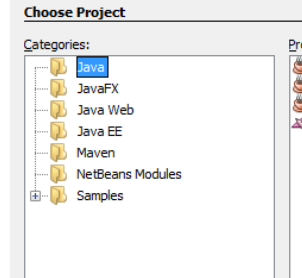 Choose Project
Categories:
Java
JavaFX
Java Web
Java EE
Maven
NetBeans Modules
Samples